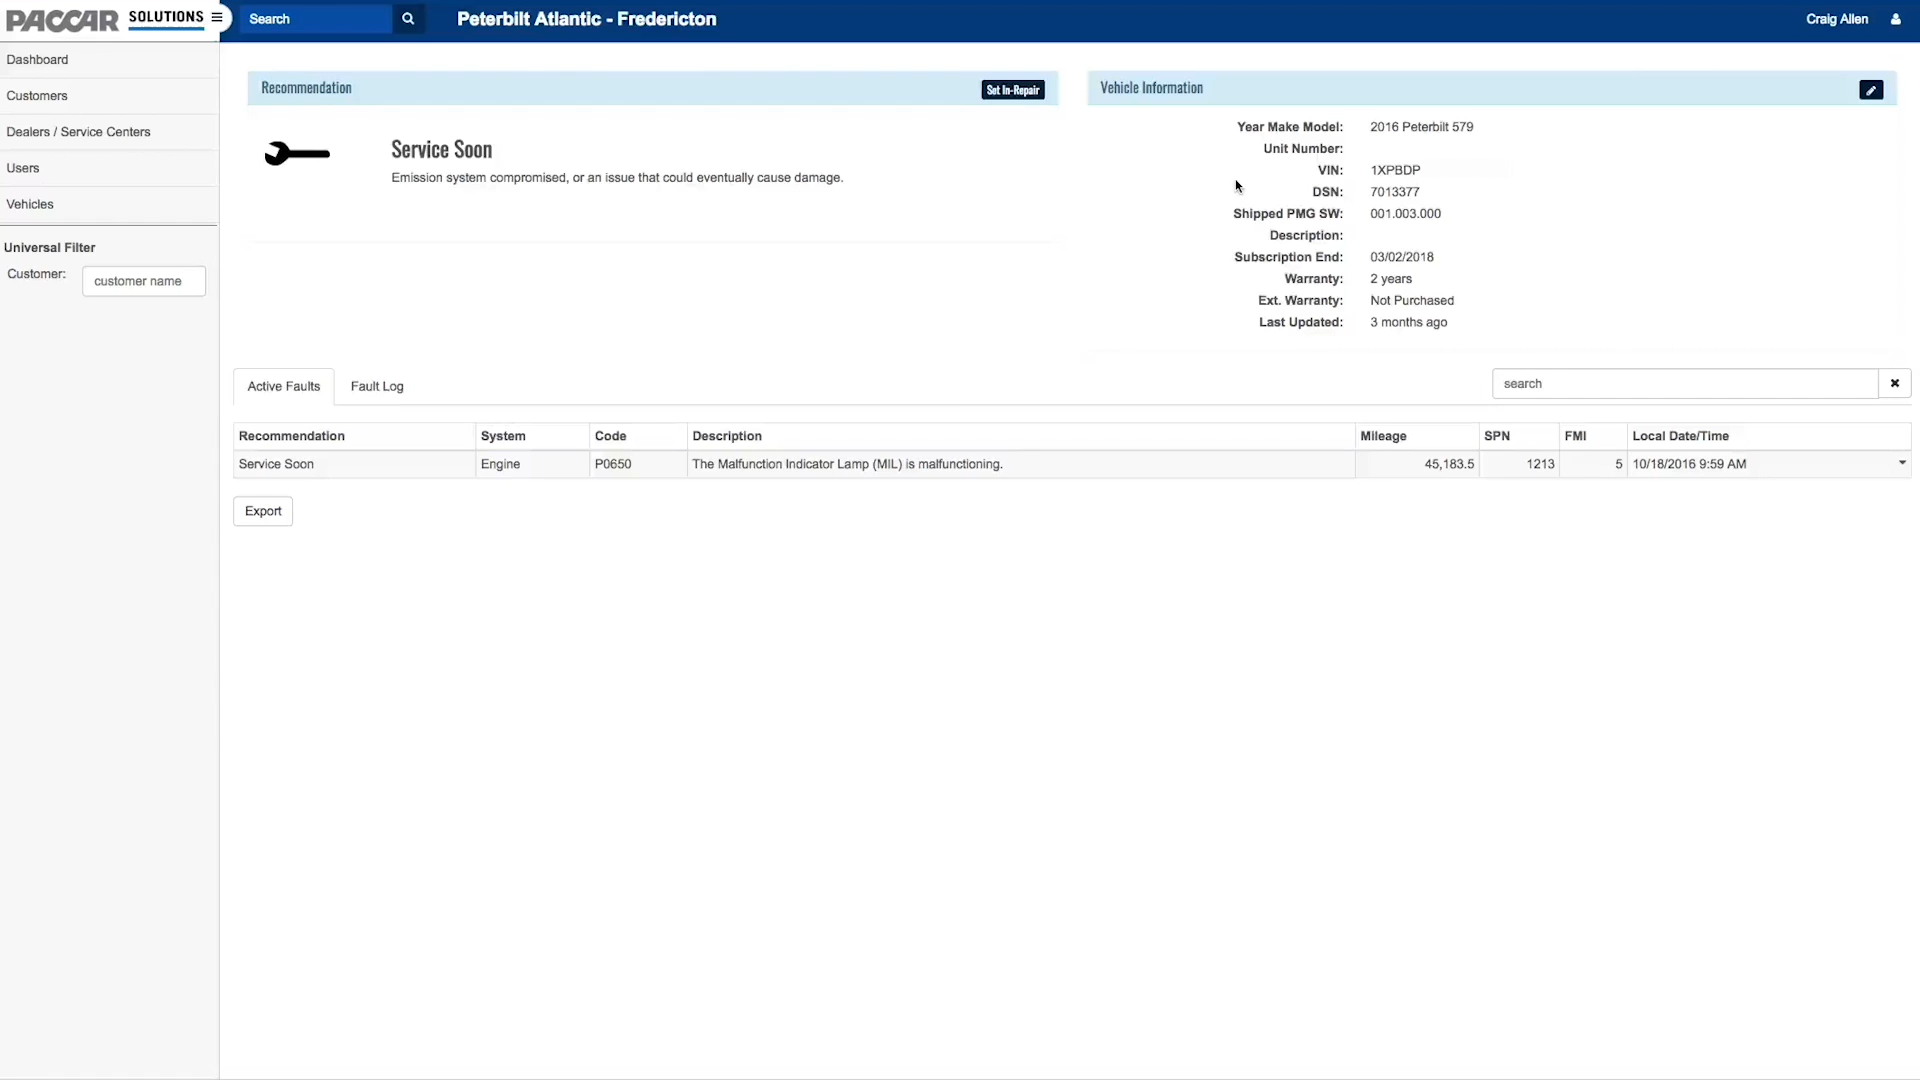 PACCAR SOLUTIONS
Search
Peterbilt Atlantic - Fredericton
Craig Allen
Dashboard
Customers
Dealers / Service Centers
Users
Vehicles
Universal Filter
Customer: customer name
Recommendation
Set In-Repair
Service Soon
Emission system compromised, or an issue that could eventually cause damage.
Vehicle Information
Year Make Model: 2016 Peterbilt 579
Unit Number:
VIN: 1XPBDP
DSN: 7013377
Shipped PMG SW: 001.003.000
Description:
Subscription End: 03/02/2018
Warranty: 2 years
Ext. Warranty: Not Purchased
Last Updated: 3 months ago
Active Faults Fault Log
search
Recommendation System Code Description Mileage SPN FMI Local Date/Time
Service Soon Engine P0650 The Malfunction Indicator Lamp (MIL) is malfunctioning. 45,183.5 1213 5 10/18/2016 9:59 AM
Export